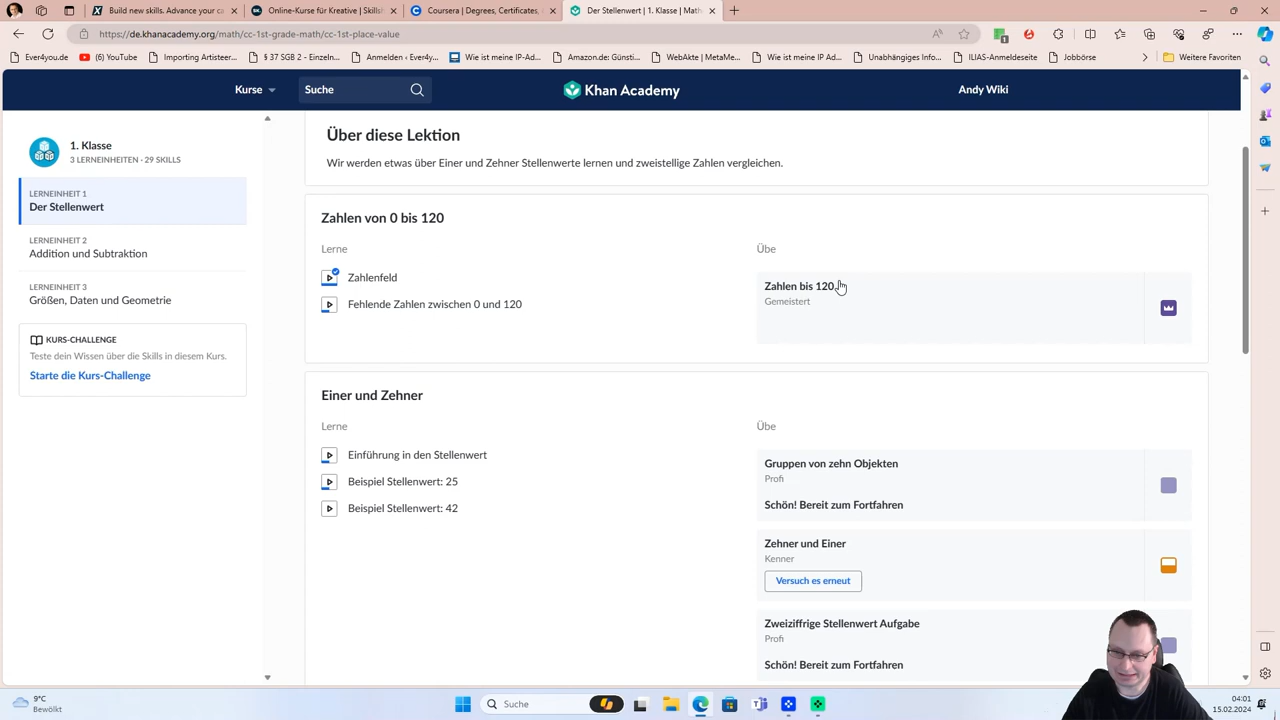 Build new skills. Advance your ca
Online-Kurse für Kreative | Skillsh
Coursera | Degrees, Certificates,
Der Stellenwert | 1. Klasse | Math
https://de.khanacademy.org/math/cc-1st-grade-math/cc-1st-place-value
Ever4you.de
(6) YouTube
Importing Artisteer...
§ 37 SGB 2 - Einzeln...
Anmelden ‹ Ever4y...
Wie ist meine IP-Ad...
Amazon.de: Günsti...
WebAkte | MetaMe...
Wie ist meine IP-Ad...
Unabhängiges Info...
ILIAS-Anmeldeseite
Jobbörse
Weitere Favoriten
Kurse
Suche
Khan Academy
Andy Wiki
1. Klasse
3 LERNEINHEITEN · 29 SKILLS
LERNEINHEIT 1
Der Stellenwert
LERNEINHEIT 2
Addition und Subtraktion
LERNEINHEIT 3
Größen, Daten und Geometrie
KURS-CHALLENGE
Teste dein Wissen über die Skills in diesem Kurs.
Starte die Kurs-Challenge
Über diese Lektion
Wir werden etwas über Einer und Zehner Stellenwerte lernen und zweistellige Zahlen vergleichen.
Zahlen von 0 bis 120
Lerne
Zahlenfeld
Fehlende Zahlen zwischen 0 und 120
Übe
Zahlen bis 120
Gemeistert
Einer und Zehner
Lerne
Einführung in den Stellenwert
Beispiel Stellenwert: 25
Beispiel Stellenwert: 42
Übe
Gruppen von zehn Objekten
Profi
Schön! Bereit zum Fortfahren
Zehner und Einer
Kenner
Versuch es erneut
Zweiziffrige Stellenwert Aufgabe
Profi
Schön! Bereit zum Fortfahren
9°C
Bewölkt
Suche
04:01
15.02.2024